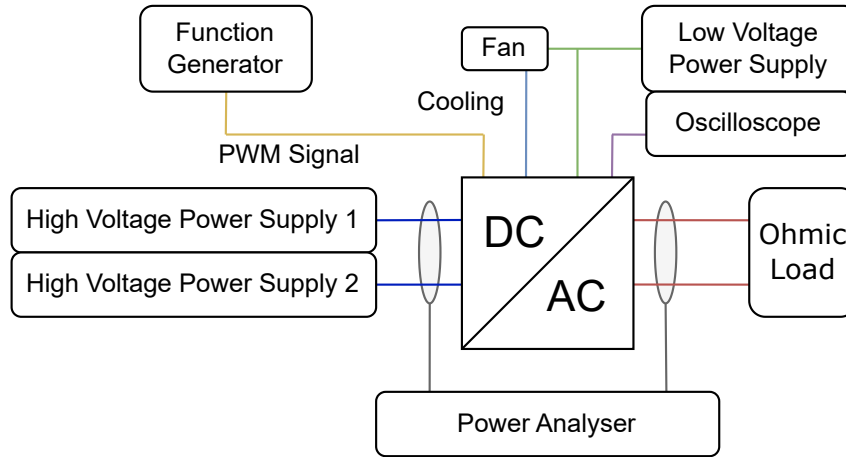 Function
Generator
Fan
Low Voltage
Power Supply
Cooling
Oscilloscope
PWM Signal
High Voltage Power Supply 1
High Voltage Power Supply 2
DC
AC
Ohmic
Load
Power Analyser